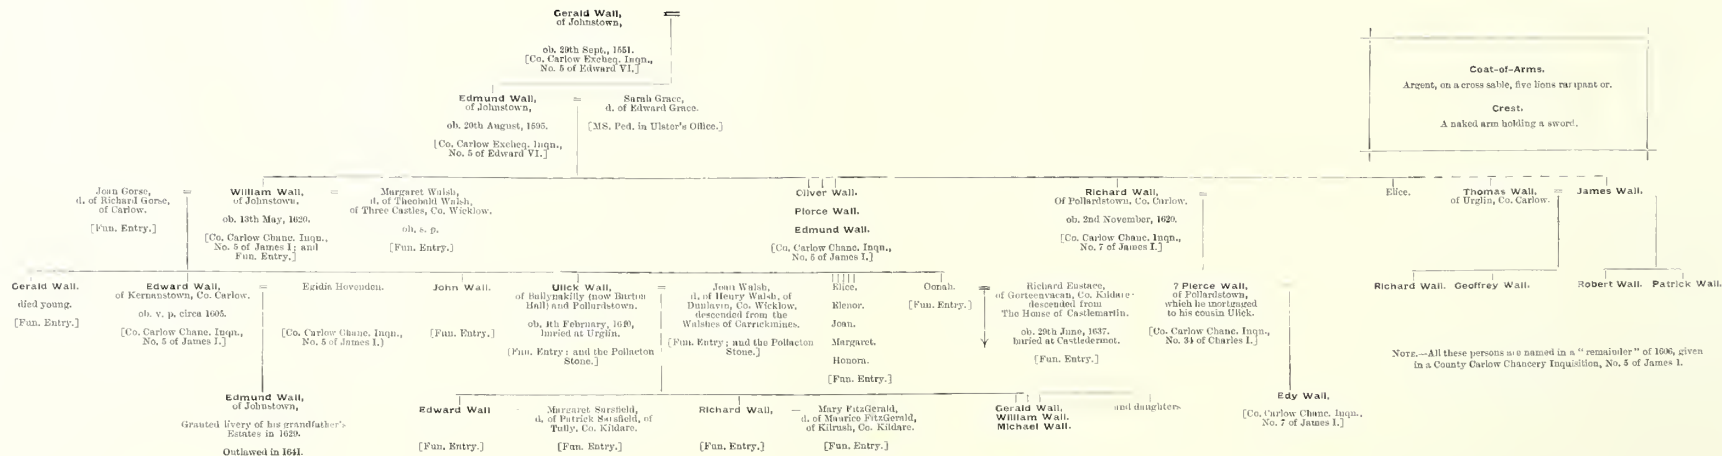 Gerald Wall,
of Johnstown,
=
ob. 29th Sept., 1551.
[Co. Carlow Excheq. Inqn.,
No. 5 of Edward VI.]
Coat-of-Arms.
Argent, on a cross sable, five lions rampant or.
Crest.
A naked arm holding a sword.
Edmund Wall,
of Johnstown,
ob. 20th August, 1595.
[Co. Carlow Excheq. Inqn.,
No. 5 of Edward VI.]
=
Sarah Grace,
d. of Edward Grace.
[MS. Ped. in Ulster's Office.]
Joan Gorse,
d. of Richard Gorse,
of Carlow.
[Fun. Entry.]
=
William Wall,
of Johnstown,
ob. 13th May, 1620.
[Co. Carlow Chanc. Inqn.,
No. 5 of James I; and
Fun. Entry.]
=
Margaret Walsh,
d. of Theobald Walsh,
of Three Castles, Co. Wicklow.
ob. s. p.
[Fun. Entry.]
Oliver Wall.
Pierce Wall.
Edmund Wall.
[Co. Carlow Chanc. Inqn.,
No. 5 of James I.]
Richard Wall,
Of Pollardstown, Co. Carlow.
ob. 2nd November, 1620.
[Co. Carlow Chanc. Inqn.,
No. 7 of James I.]
=
Elice.
Thomas Wall,
of Urglin, Co. Carlow.
=
James Wall.
Gerald Wall.
died young.
[Fun. Entry.]
Edward Wall,
of Kernanstown, Co. Carlow.
ob. v. p. circa 1605.
[Co. Carlow Chanc. Inqn.,
No. 5 of James I.]
=
Egidia Hovendon.
[Co. Carlow Chanc. Inqn.,
No. 5 of James I.]
John Wall.
[Fun. Entry.]
Ulick Wall,
of Ballynakilly (now Burton
Hall) and Pollardstown.
ob. 1th February, 1640,
buried at Urglin.
[Fun. Entry; and the Pollacton
Stone.]
=
Joan Walsh,
d. of Henry Walsh, of
Dunlavin, Co. Wicklow,
descended from the
Walshes of Carrickmines.
[Fun. Entry; and the Pollacton
Stone.]
Elice.
Elenor.
Joan.
Margaret.
Honora.
[Fun. Entry.]
Oonah.
[Fun. Entry.]
=
Richard Eustace,
of Gorteenvacan, Co. Kildare
descended from
The House of Castlemartin.
ob. 29th June, 1637.
buried at Castledermot.
[Fun. Entry.]
? Pierce Wall,
of Pollardstown,
which he mortgaged
to his cousin Ulick.
[Co. Carlow Chanc. Inqn.,
No. 34 of Charles I.]
Richard Wall. Geoffrey Wall.
Robert Wall. Patrick Wall.
NOTE.—All these persons are named in a "remainder" of 1606, given
in a County Carlow Chancery Inquisition, No. 5 of James I.
Edmund Wall,
of Johnstown,
Granted livery of his grandfather's
Estates in 1629.
Outlawed in 1641.
Edward Wall
[Fun. Entry.]
Margaret Sarsfield,
d. of Patrick Sarsfield, of
Tully, Co. Kildare.
[Fun. Entry.]
Richard Wall,
[Fun. Entry.]
Mary FitzGerald,
d. of Maurice FitzGerald,
of Kilrush, Co. Kildare.
[Fun. Entry.]
Gerald Wall.
William Wall.
Michael Wall.
and daughters
Edy Wall,
[Co. Carlow Chanc. Inqn.,
No. 7 of James I.]